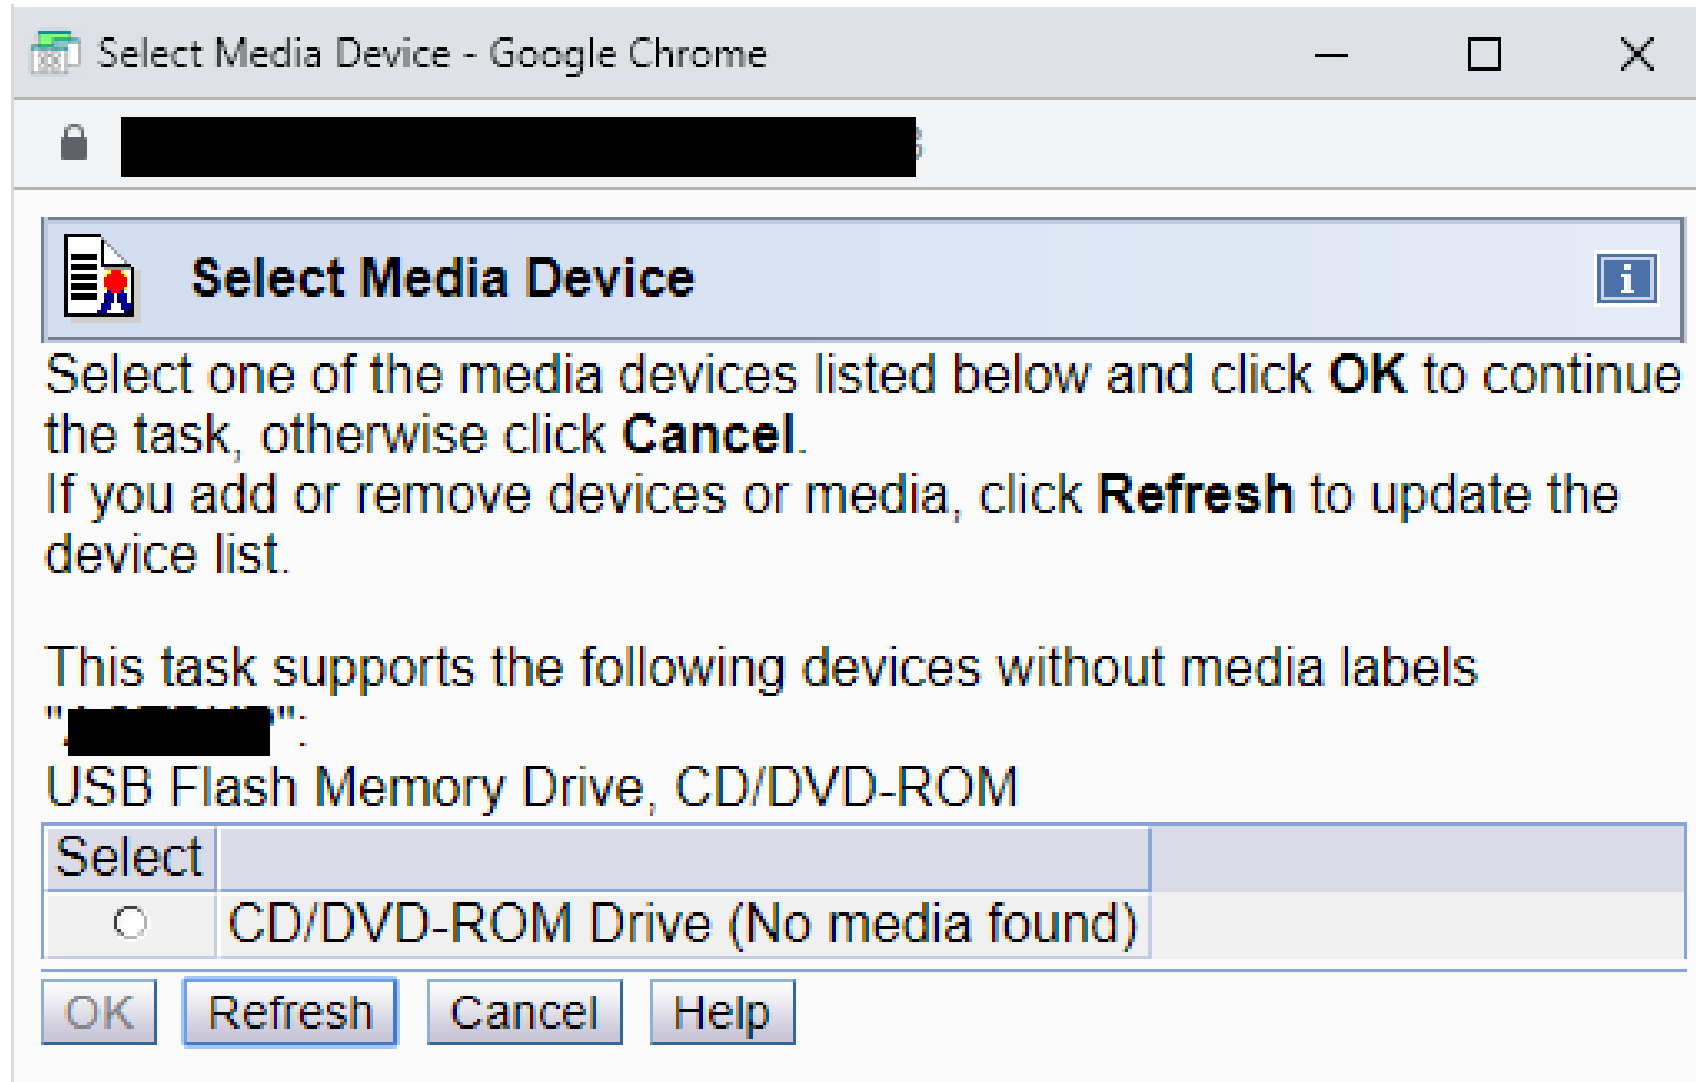 Select Media Device - Google Chrome
Select Media Device
i
Select one of the media devices listed below and click OK to continue
the task, otherwise click Cancel.
If you add or remove devices or media, click Refresh to update the
device list.
This task supports the following devices without media labels
" ":
USB Flash Memory Drive, CD/DVD-ROM
Select
CD/DVD-ROM Drive (No media found)
OK Refresh Cancel Help